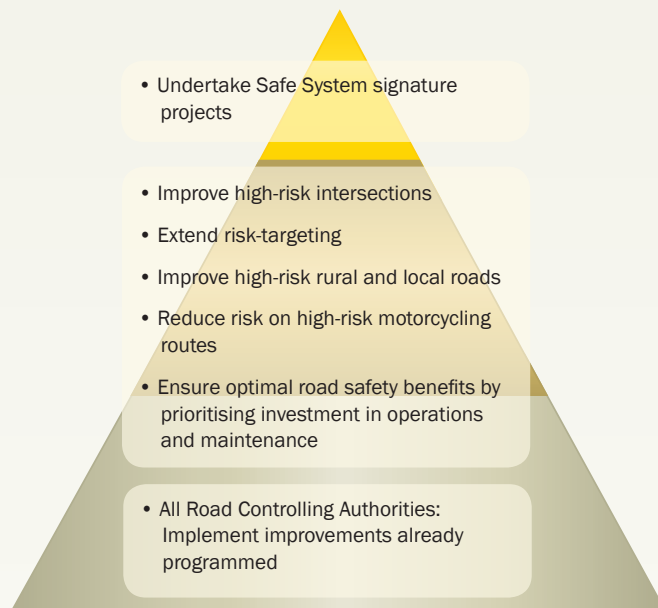 • Undertake Safe System signature
projects
• Improve high-risk intersections
• Extend risk-targeting
• Improve high-risk rural and local roads
• Reduce risk on high-risk motorcycling
routes
• Ensure optimal road safety benefits by
prioritising investment in operations
and maintenance
• All Road Controlling Authorities:
Implement improvements already
programmed